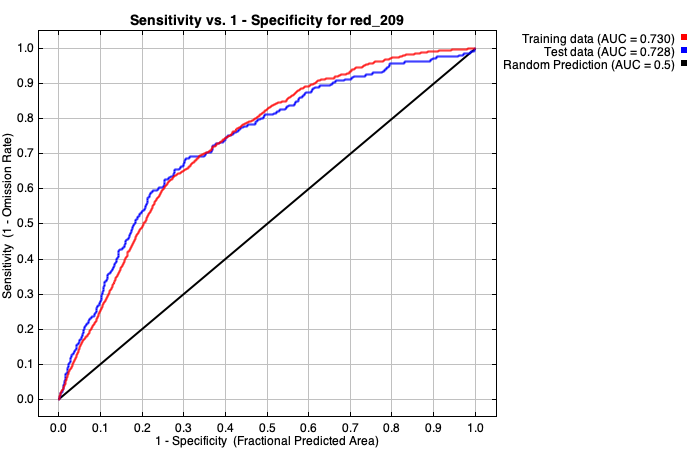 Sensitivity vs. 1 - Specificity for red_209
Training data (AUC = 0.730)
Test data (AUC = 0.728)
Random Prediction (AUC = 0.5)
Sensitivity (1 - Omission Rate)
1.0
0.9
0.8
0.7
0.6
0.5
0.4
0.3
0.2
0.1
0.0
0.0 0.1 0.2 0.3 0.4 0.5 0.6 0.7 0.8 0.9 1.0
1 - Specificity (Fractional Predicted Area)